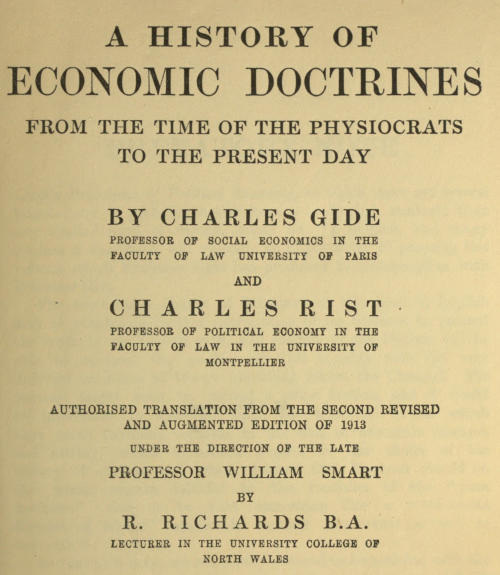 A HISTORY OF
ECONOMIC DOCTRINES
FROM THE TIME OF THE PHYSIOCRATS
TO THE PRESENT DAY
BY CHARLES GIDE
PROFESSOR OF SOCIAL ECONOMICS IN THE
FACULTY OF LAW UNIVERSITY OF PARIS
AND
CHARLES RIST
PROFESSOR OF POLITICAL ECONOMY IN THE
FACULTY OF LAW IN THE UNIVERSITY OF
MONTPELLIER
AUTHORISED TRANSLATION FROM THE SECOND REVISED
AND AUGMENTED EDITION OF 1913
UNDER THE DIRECTION OF THE LATE
PROFESSOR WILLIAM SMART
BY
R. RICHARDS B.A.
LECTURER IN THE UNIVERSITY COLLEGE OF
NORTH WALES